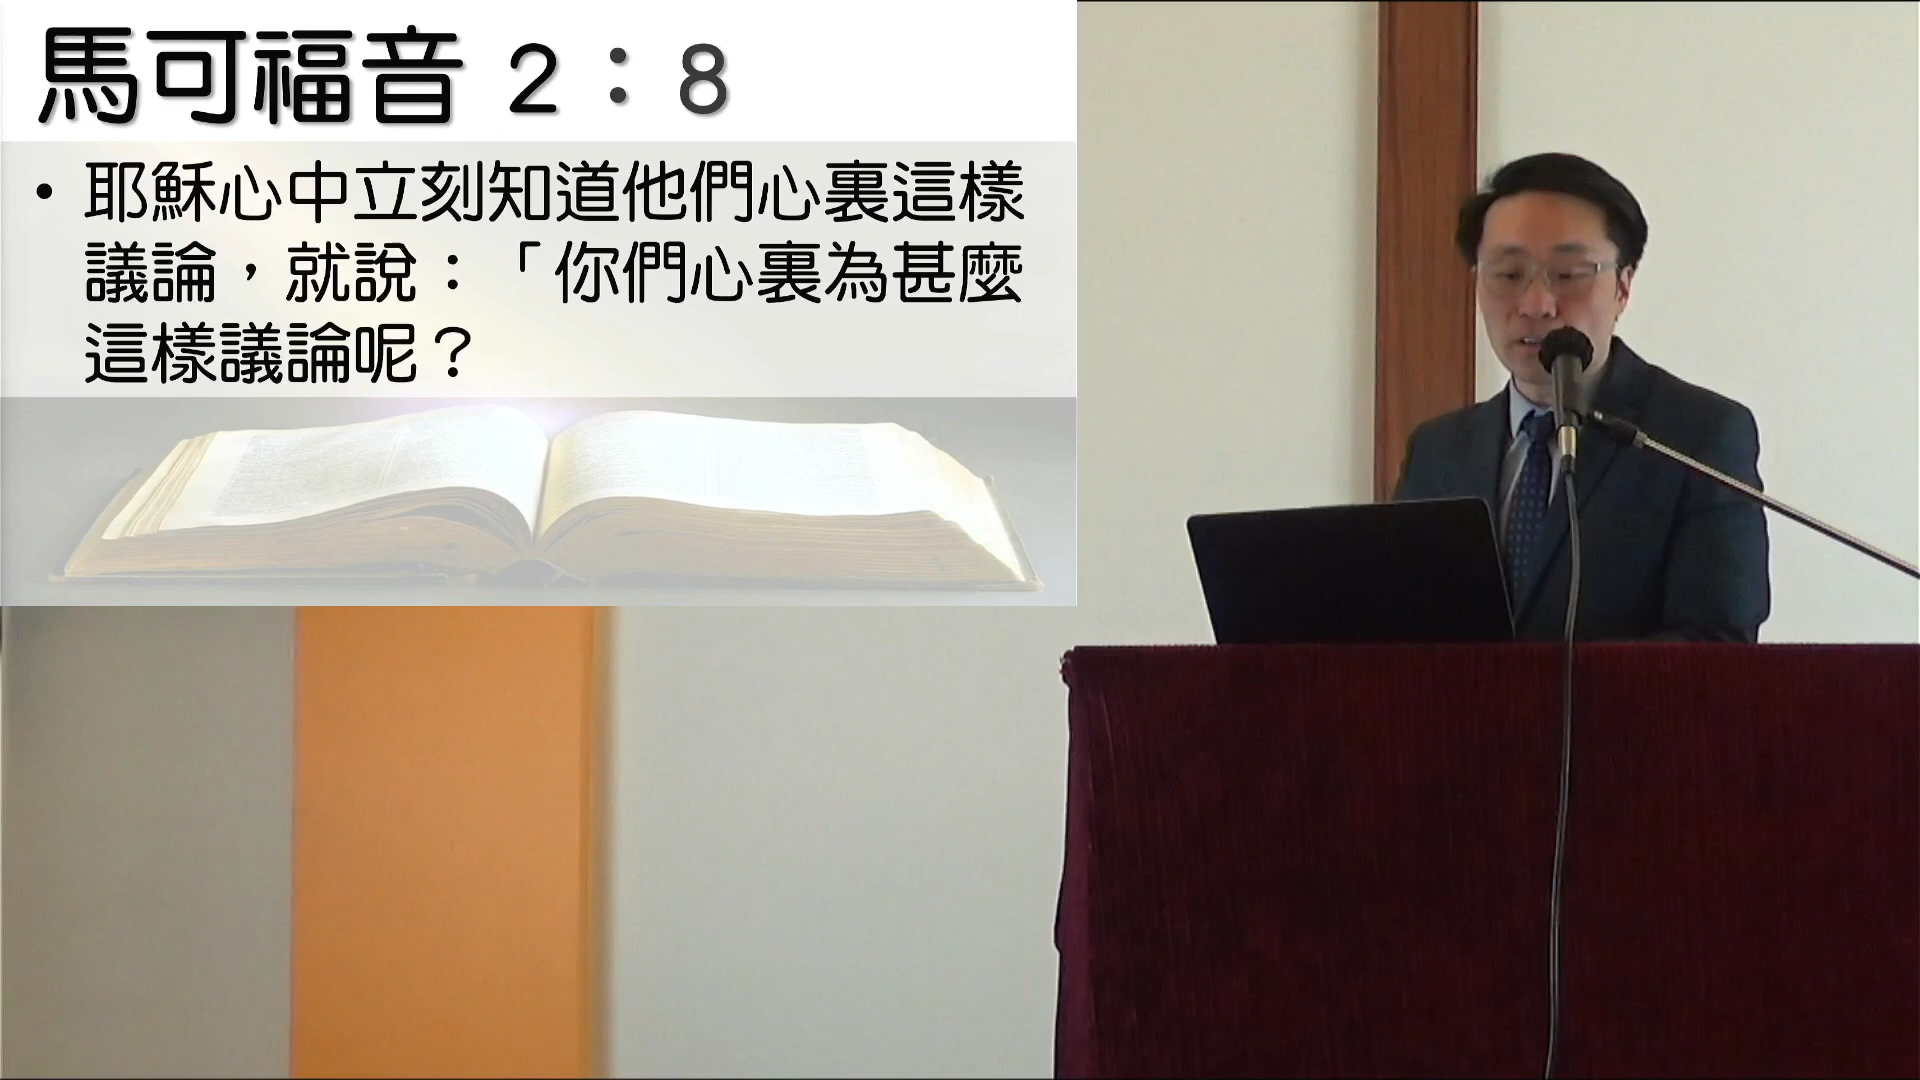 馬可福音 2：8
• 耶穌心中立刻知道他們心裏這樣
議論，就說：「你們心裏為甚麼
這樣議論呢？